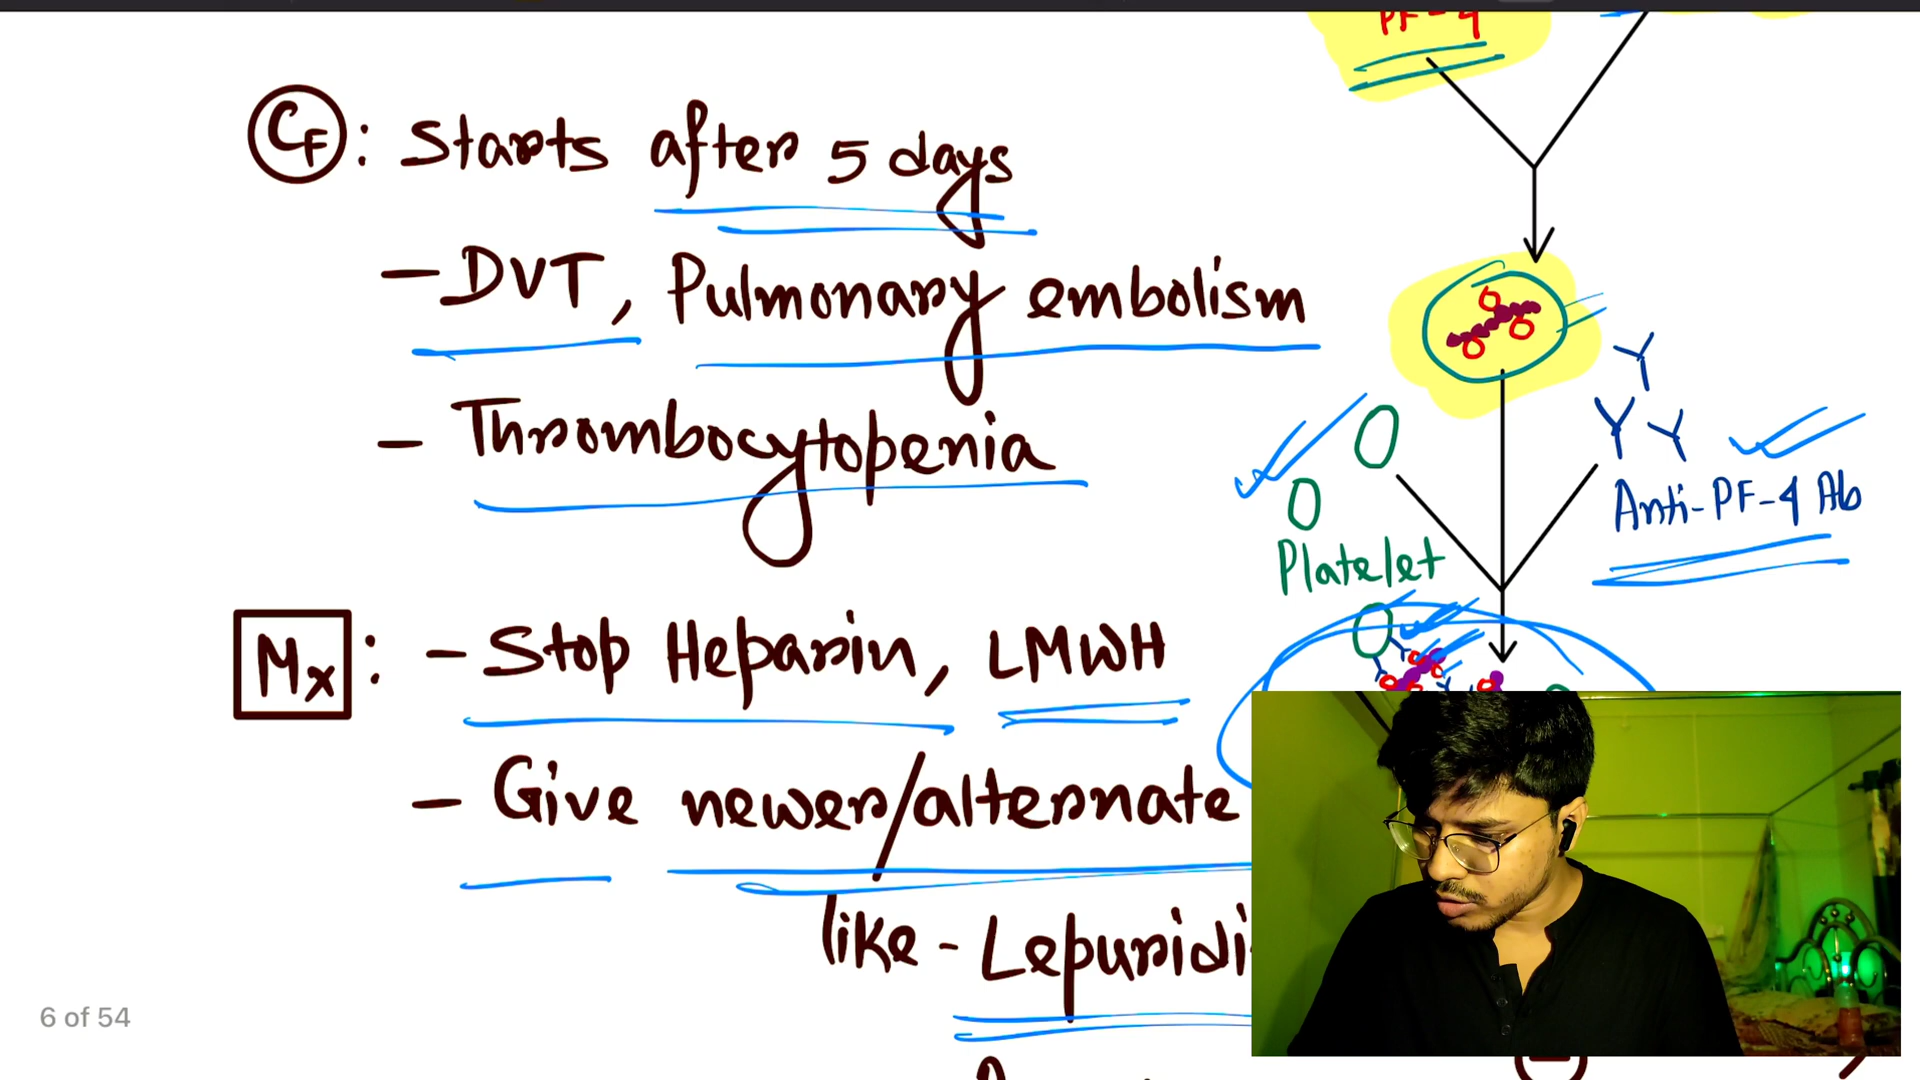 PF-4
CF: Starts after 5 days
- DVT, Pulmonary embolism
- Thrombocytopenia
Platelet
Anti-PF-4 Ab
Mx: - Stop Heparin, LMWH
- Give newer/alternate
like - Lepuridi
6 of 54